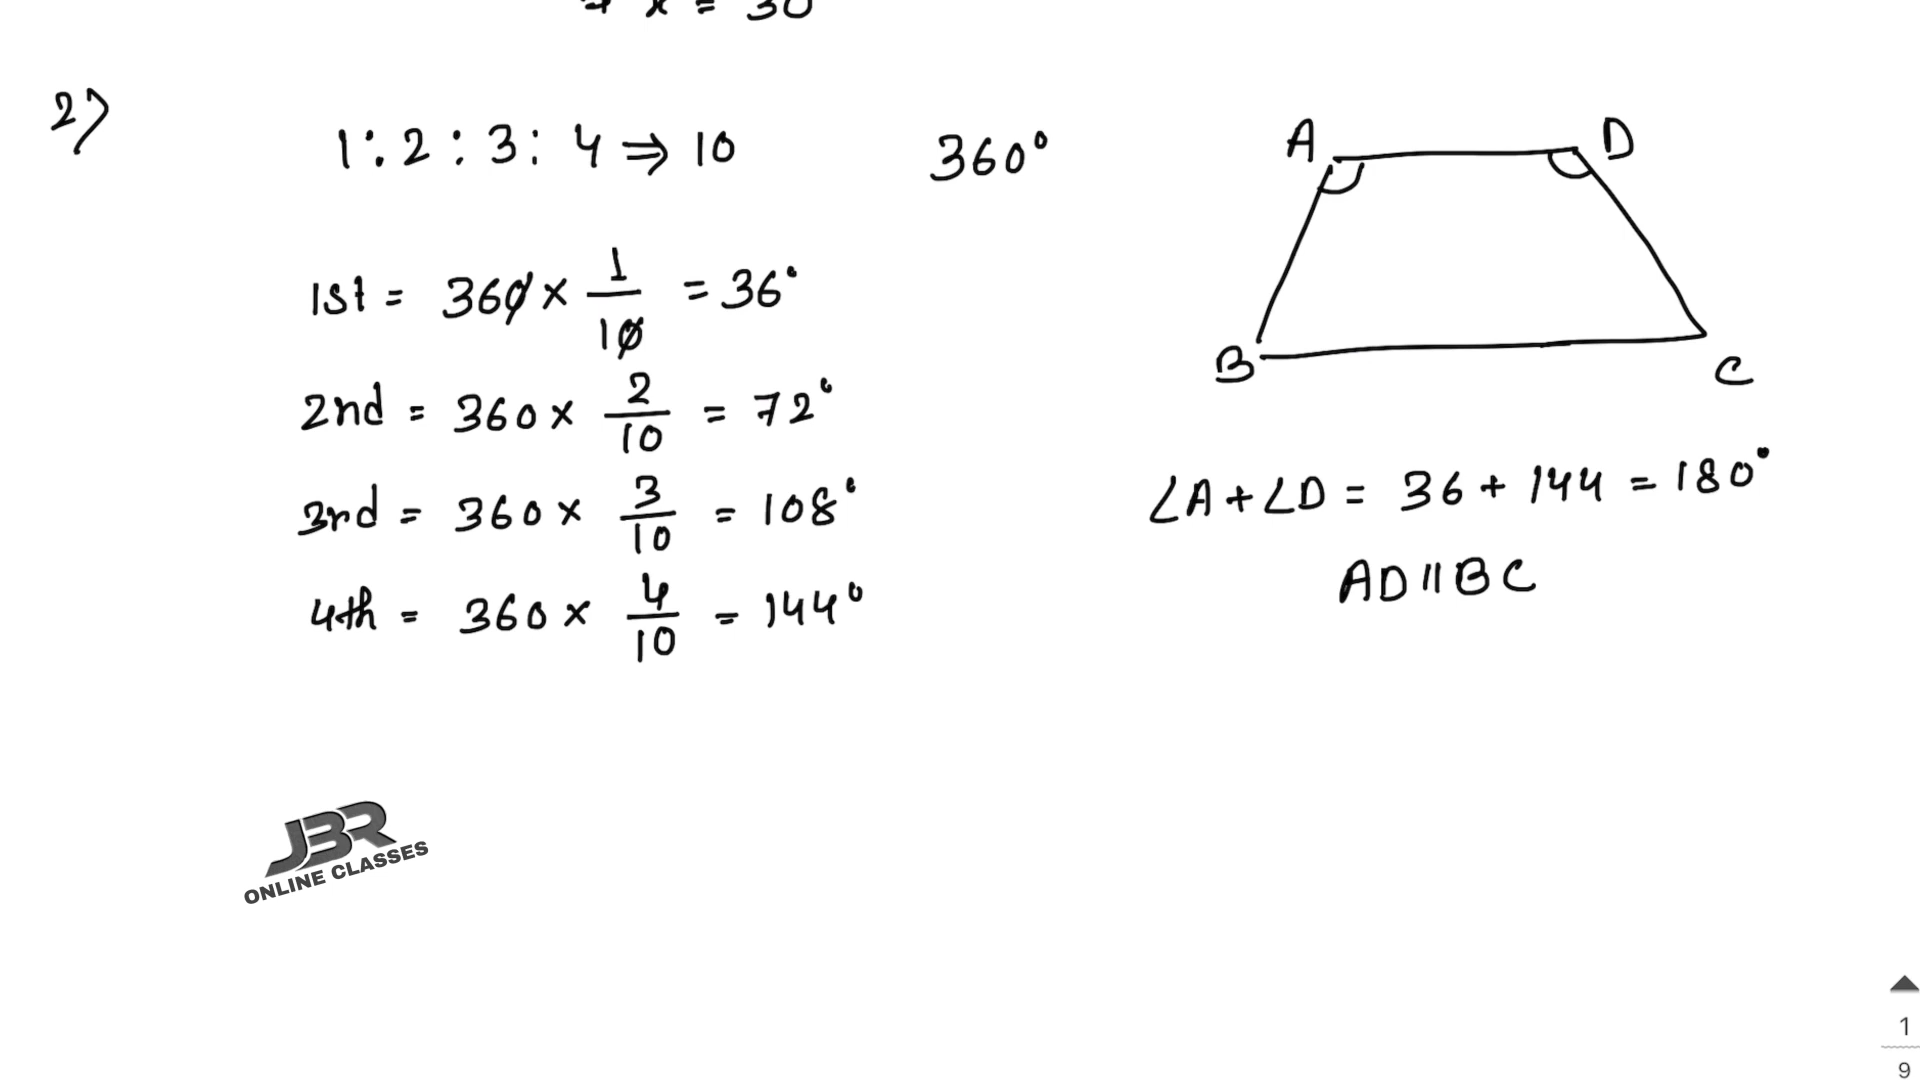 ⇒ x = 30
2)
1 : 2 : 3 : 4 ⇒ 10
360°
1st = 360 × 1/10 = 36°
2nd = 360 × 2/10 = 72°
3rd = 360 × 3/10 = 108°
4th = 360 × 4/10 = 144°
A D
B C
∠A + ∠D = 36 + 144 = 180°
AD || BC
JBR
ONLINE CLASSES
1
9